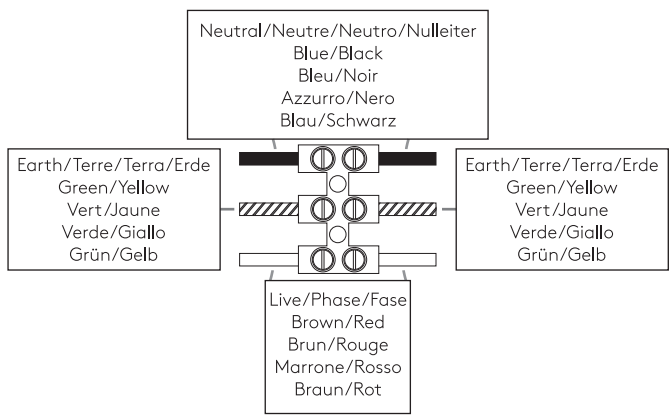 Neutral/Neutre/Neutro/Nulleiter
Blue/Black
Bleu/Noir
Azzurro/Nero
Blau/Schwarz
Earth/Terre/Terra/Erde
Green/Yellow
Vert/Jaune
Verde/Giallo
Grün/Gelb
Earth/Terre/Terra/Erde
Green/Yellow
Vert/Jaune
Verde/Giallo
Grün/Gelb
Live/Phase/Fase
Brown/Red
Brun/Rouge
Marrone/Rosso
Braun/Rot